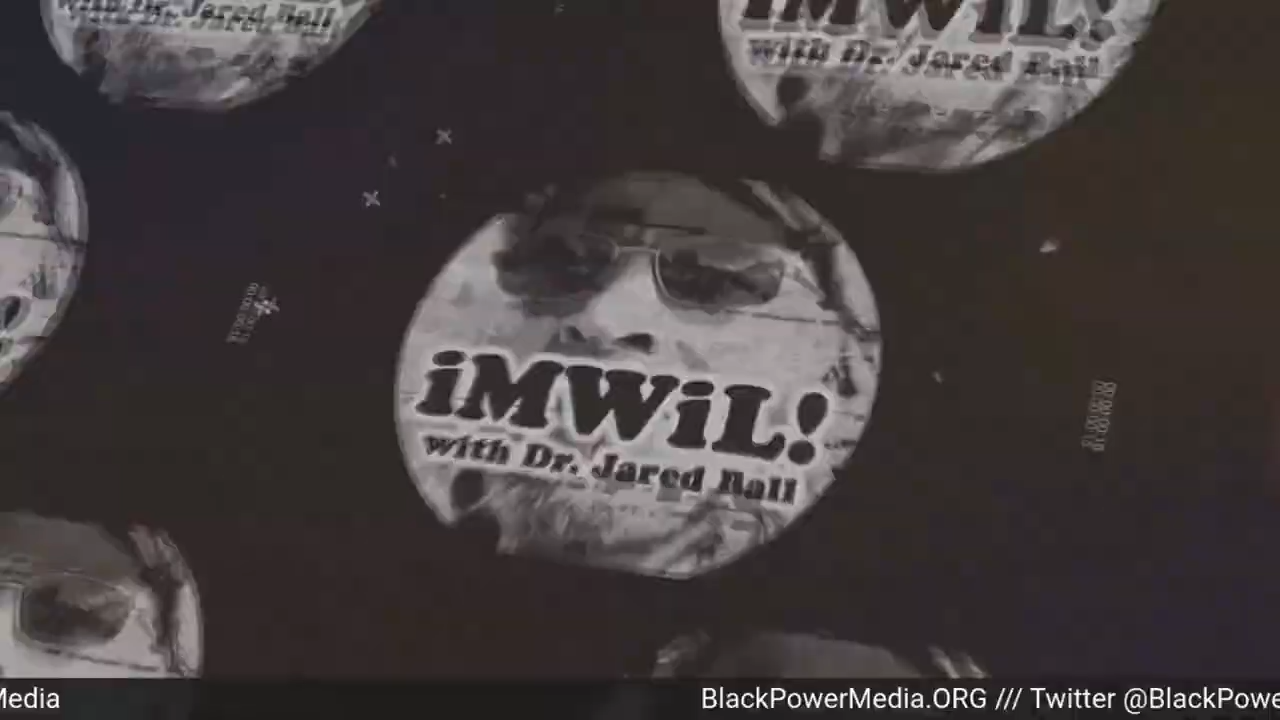 with Dr. Jared Ball
iMWiL!
with Dr. Jared Ball
iMWiL!
with Dr. Jared Ball
Media
BlackPowerMedia.ORG /// Twitter @BlackPowe